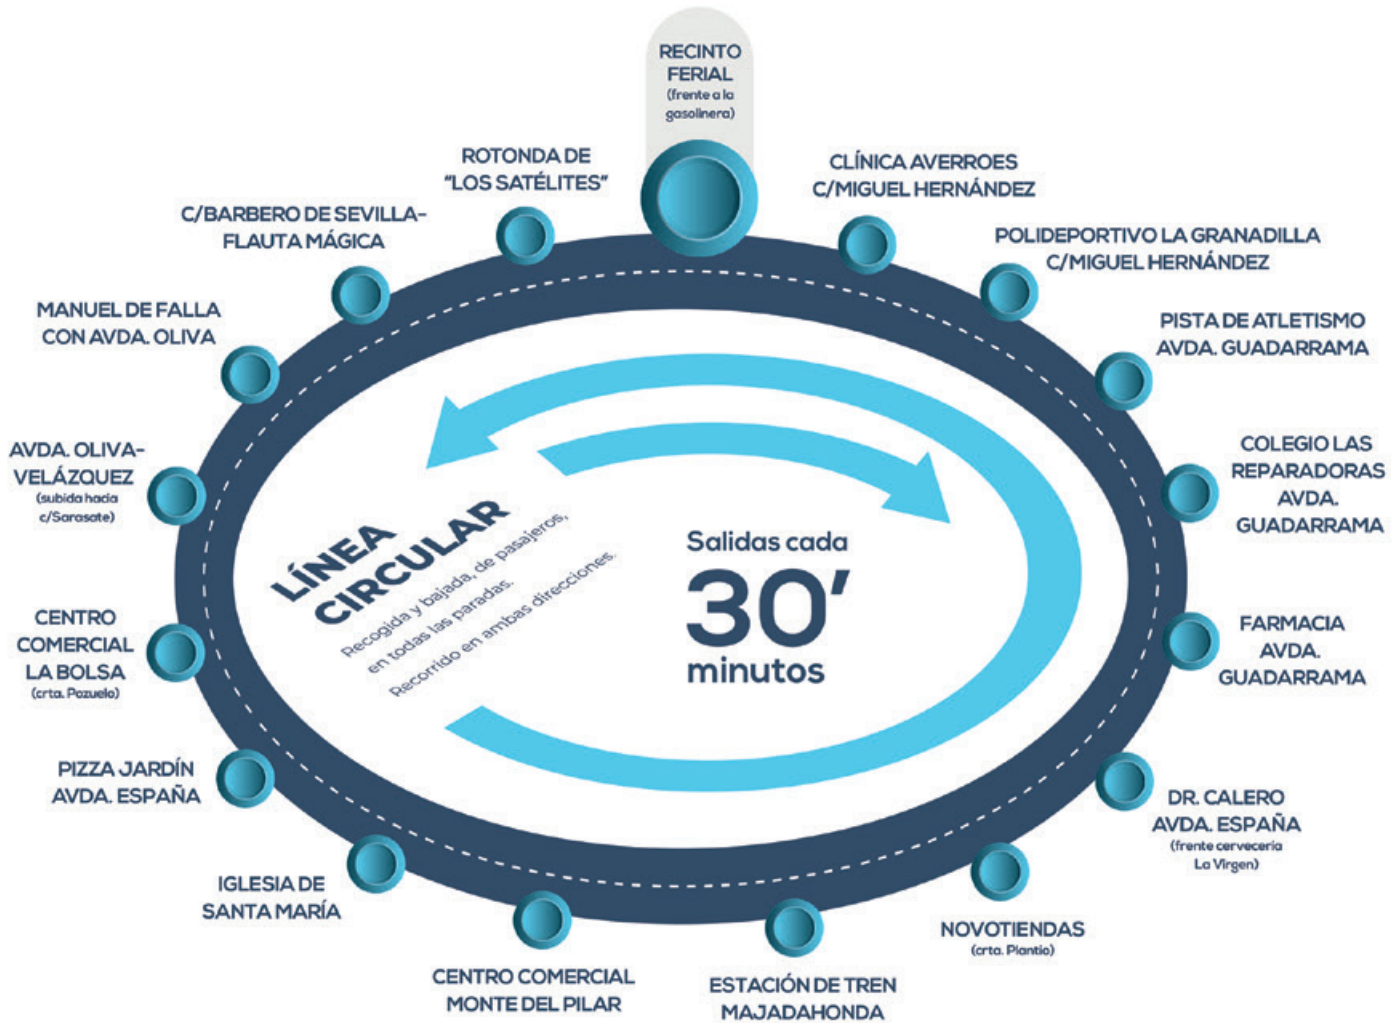 RECINTO
FERIAL
(frente a la
gasolinera)
CLÍNICA AVERROES
C/MIGUEL HERNÁNDEZ
POLIDEPORTIVO LA GRANADILLA
C/MIGUEL HERNÁNDEZ
PISTA DE ATLETISMO
AVDA. GUADARRAMA
COLEGIO LAS
REPARADORAS
AVDA.
GUADARRAMA
FARMACIA
AVDA.
GUADARRAMA
DR. CALERO
AVDA. ESPAÑA
(frente cervecería
La Virgen)
NOVOTIENDAS
(crta. Plantío)
ESTACIÓN DE TREN
MAJADAHONDA
CENTRO COMERCIAL
MONTE DEL PILAR
IGLESIA DE
SANTA MARÍA
PIZZA JARDÍN
AVDA. ESPAÑA
CENTRO
COMERCIAL
LA BOLSA
(crta. Pozuelo)
AVDA. OLIVA-
VELÁZQUEZ
(subida hacia
c/Sarasate)
MANUEL DE FALLA
CON AVDA. OLIVA
C/BARBERO DE SEVILLA-
FLAUTA MÁGICA
ROTONDA DE
"LOS SATÉLITES"
LÍNEA
CIRCULAR
Recogida y bajada, de pasajeros,
en todas las paradas.
Recorrido en ambas direcciones.
Salidas cada
30'
minutos